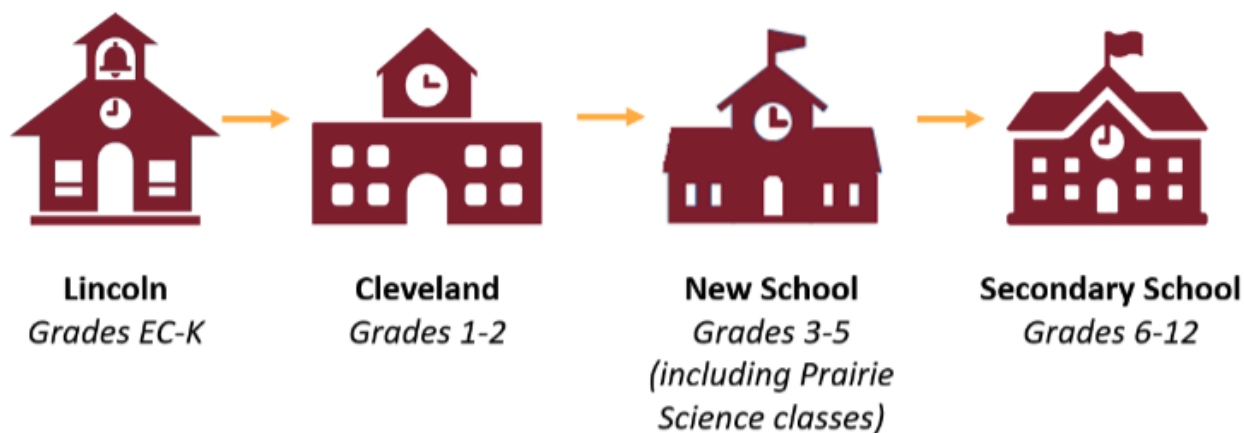 Lincoln
Grades EC-K
Cleveland
Grades 1-2
New School
Grades 3-5
(including Prairie
Science classes)
Secondary School
Grades 6-12